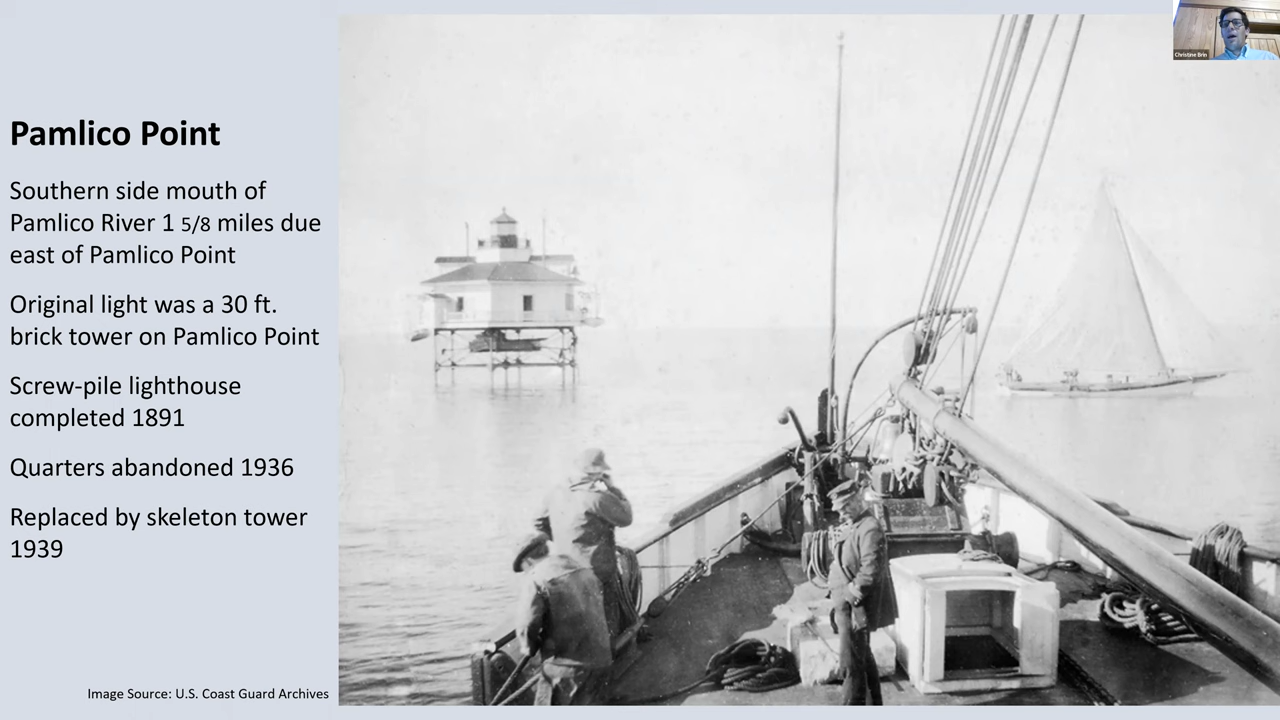 Pamlico Point
Southern side mouth of
Pamlico River 1 5/8 miles due
east of Pamlico Point
Original light was a 30 ft.
brick tower on Pamlico Point
Screw-pile lighthouse
completed 1891
Quarters abandoned 1936
Replaced by skeleton tower
1939
Image Source: U.S. Coast Guard Archives
Christine Brin